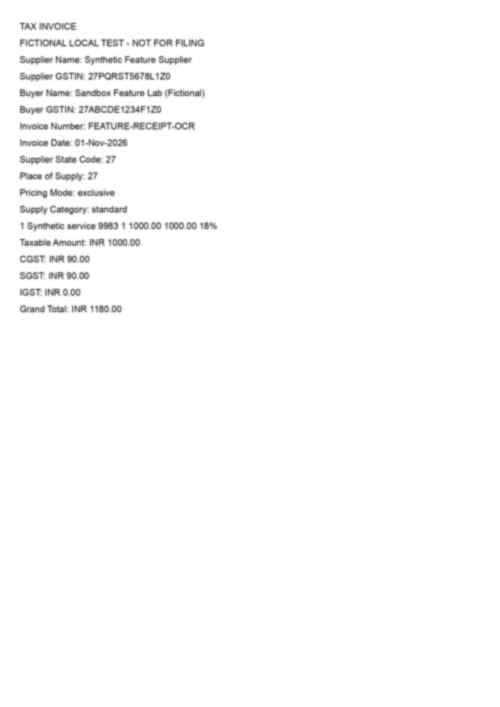 TAX INVOICE
FICTIONAL LOCAL TEST - NOT FOR FILING
Supplier Name: Synthetic Feature Supplier
Supplier GSTIN: 27PQRST5678L1Z0
Buyer Name: Sandbox Feature Lab (Fictional)
Buyer GSTIN: 27ABCDE1234F1Z0
Invoice Number: FEATURE-RECEIPT-OCR
Invoice Date: 01-Nov-2026
Supplier State Code: 27
Place of Supply: 27
Pricing Mode: exclusive
Supply Category: standard
1 Synthetic service 9983 1 1000.00 1000.00 18%
Taxable Amount: INR 1000.00
CGST: INR 90.00
SGST: INR 90.00
IGST: INR 0.00
Grand Total: INR 1180.00